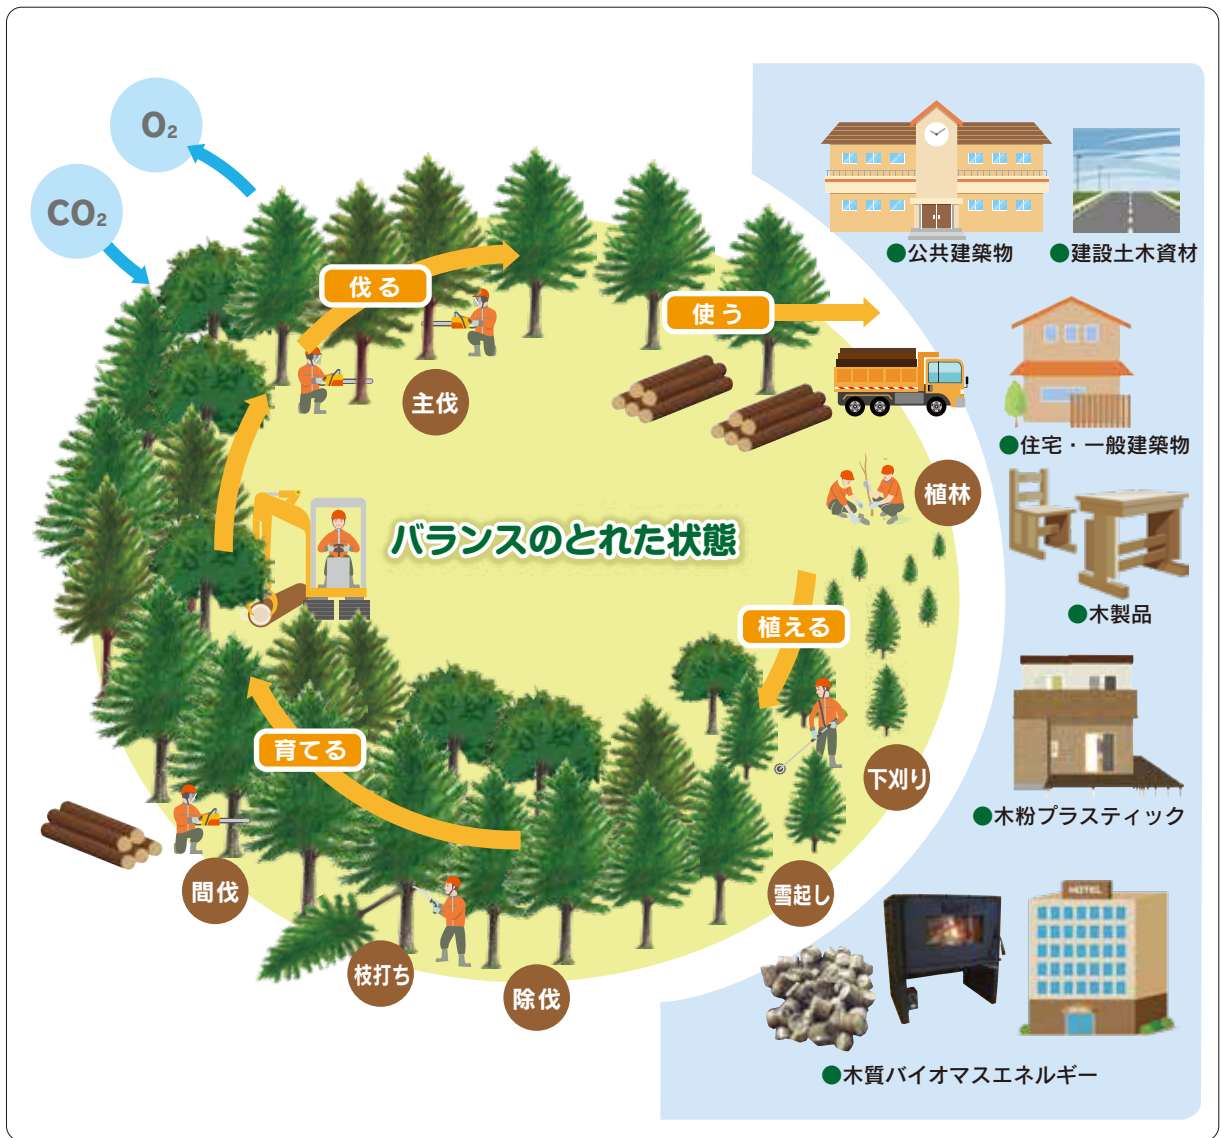 O₂
CO₂
伐る
主伐
使う
植林
バランスのとれた状態
植える
下刈り
雪起し
育てる
除伐
枝打ち
間伐
●公共建築物
●建設土木資材
●住宅・一般建築物
●木製品
●木粉プラスティック
HOTEL
●木質バイオマスエネルギー